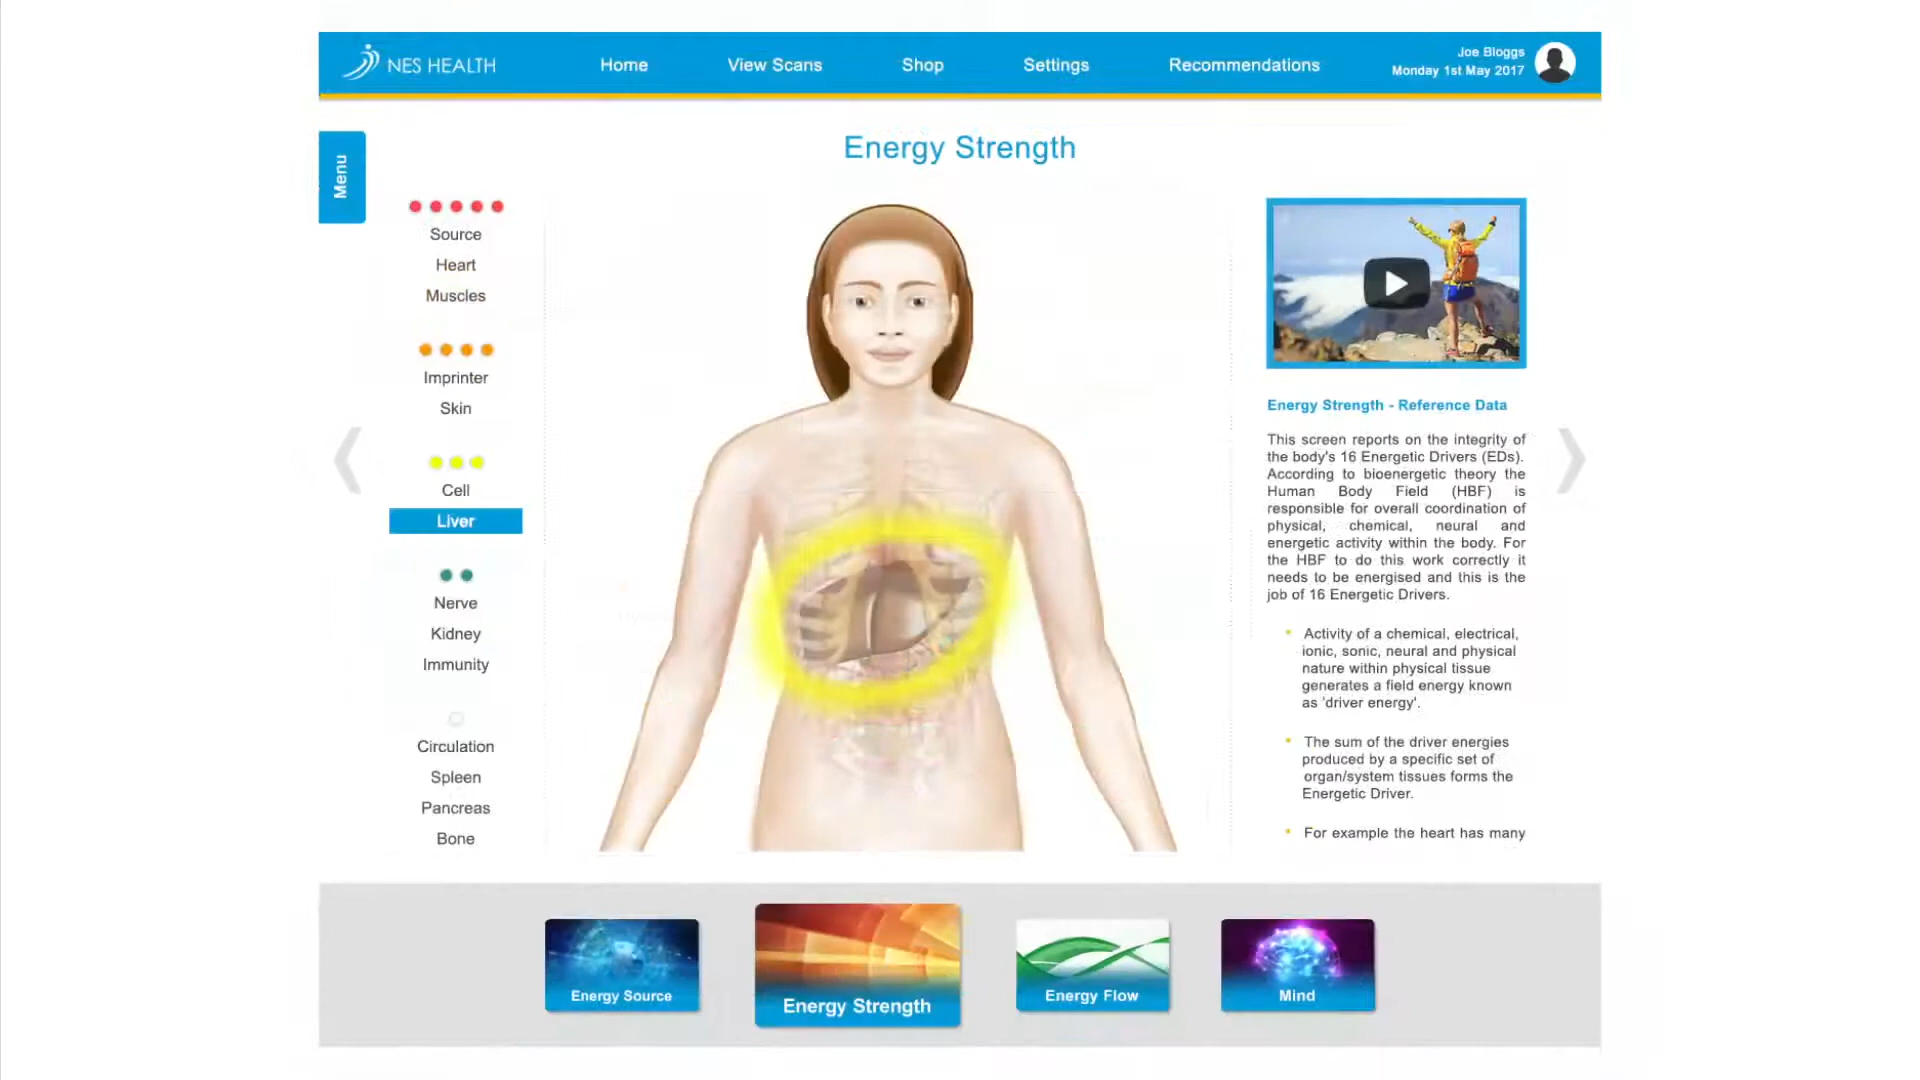 NES HEALTH
Home
View Scans
Shop
Settings
Recommendations
Joe Bloggs
Monday 1st May 2017
Menu
Energy Strength
Source
Heart
Muscles
Imprinter
Skin
Cell
Liver
Nerve
Kidney
Immunity
Circulation
Spleen
Pancreas
Bone
Energy Strength - Reference Data
This screen reports on the integrity of
the body's 16 Energetic Drivers (EDs).
According to bioenergetic theory the
Human Body Field (HBF) is
responsible for overall coordination of
physical, chemical, neural and
energetic activity within the body. For
the HBF to do this work correctly it
needs to be energised and this is the
job of 16 Energetic Drivers.
Activity of a chemical, electrical,
ionic, sonic, neural and physical
nature within physical tissue
generates a field energy known
as 'driver energy'.
The sum of the driver energies
produced by a specific set of
organ/system tissues forms the
Energetic Driver.
For example the heart has many
Energy Source
Energy Strength
Energy Flow
Mind